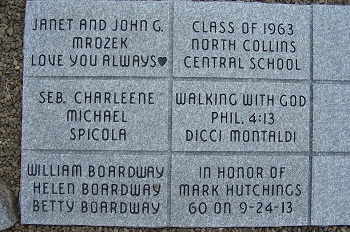 JANET AND JOHN G.
MROZEK
LOVE YOU ALWAYS♥
CLASS OF 1963
NORTH COLLINS
CENTRAL SCHOOL
SEB. CHARLEENE
MICHAEL
SPICOLA
WALKING WITH GOD
PHIL. 4:13
DICCI MONTALDI
WILLIAM BOARDWAY
HELEN BOARDWAY
BETTY BOARDWAY
IN HONOR OF
MARK HUTCHINGS
60 ON 9-24-13